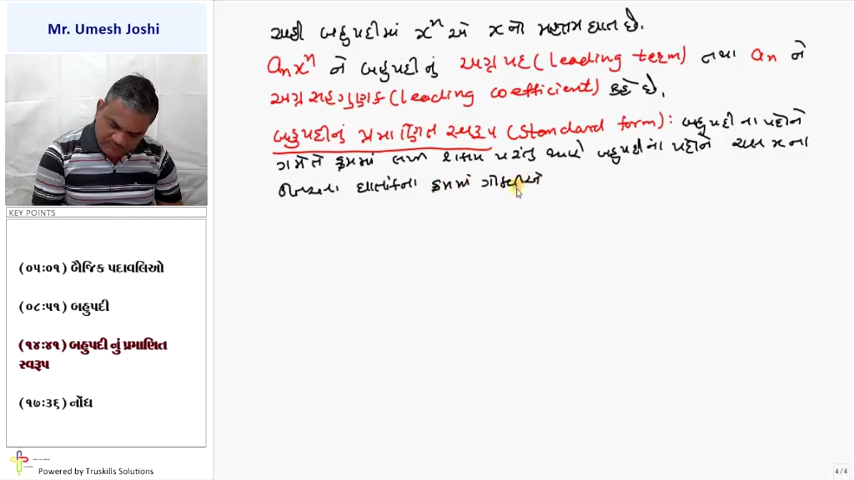 Mr. Umesh Joshi
આવી બહુપદીમાં xⁿ એ x નો મહત્તમ ઘાત છે.
aₙxⁿ ને બહુપદીનું અગ્રપદ (leading term) તથા aₙ ને
અગ્રસહગુણક (leading coefficient) કહે છે.
બહુપદીનું પ્રમાણિત સ્વરૂપ (Standard form): બહુપદીના પદોને
ગમે તે ક્રમમાં લખી શકાય પરંતુ આપણે બહુપદીના પદોને ચલ x ના
ઘાતાંકના ક્રમમાં ગોઠવીએ
KEY POINTS
(૦૫:૦૧) બૈજિક પદાવલિઓ
(૦૮:૫૧) બહુપદી
(૧૪:૪૧) બહુપદી નું પ્રમાણિત
સ્વરૂપ
(૧૭:૩૬) નોંધ
Powered by Truskills Solutions
4/4